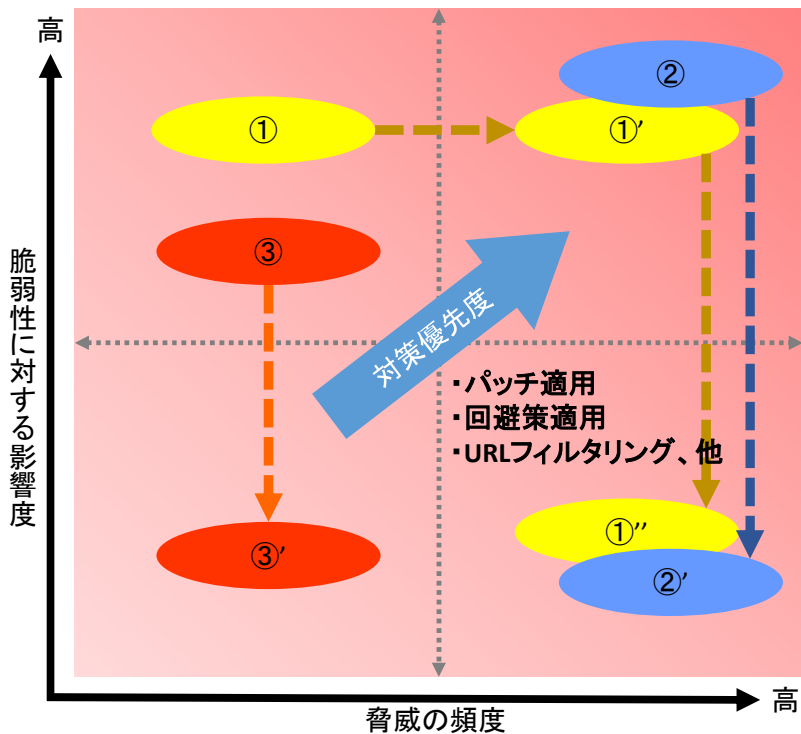 高
②
①
①’
③
脆弱性に対する影響度
対策優先度
・パッチ適用
・回避策適用
・URLフィルタリング、他
①’’
③’
②’
高
脅威の頻度